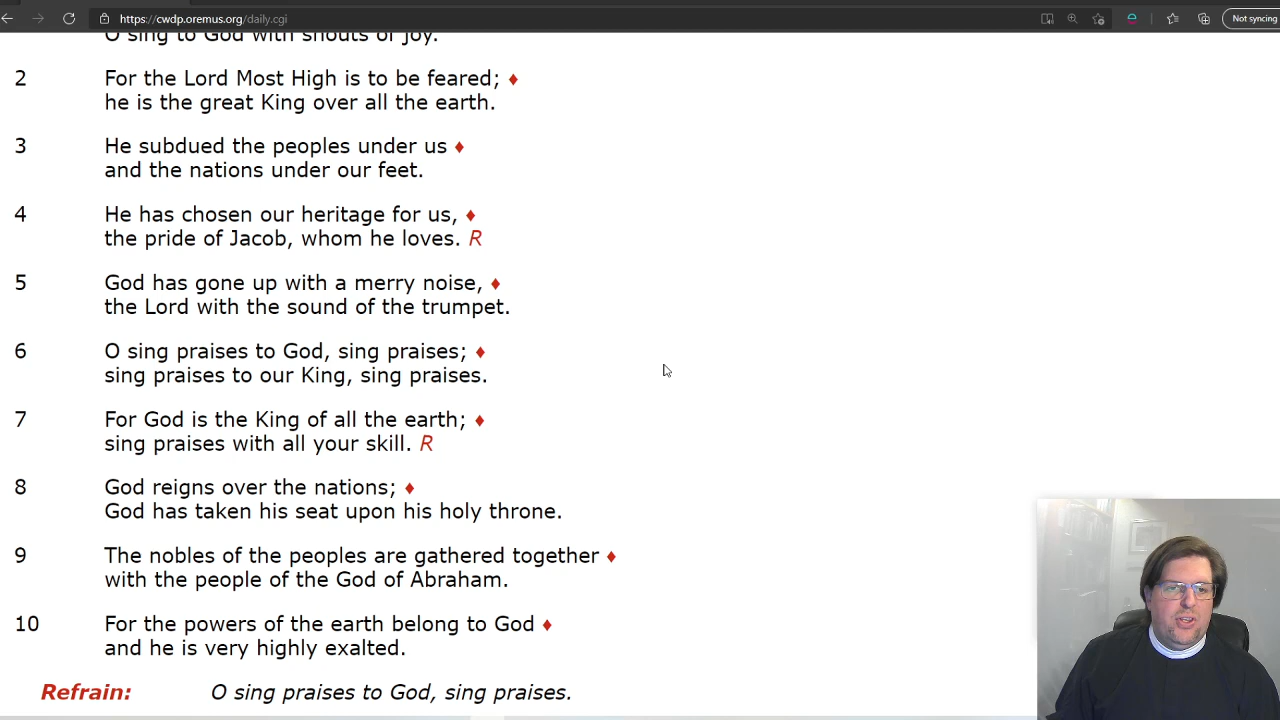 https://cwdp.oremus.org/daily.cgi
Not syncing
O sing to God with shouts of joy.
2 For the Lord Most High is to be feared; ♦
he is the great King over all the earth.
3 He subdued the peoples under us ♦
and the nations under our feet.
4 He has chosen our heritage for us, ♦
the pride of Jacob, whom he loves. R
5 God has gone up with a merry noise, ♦
the Lord with the sound of the trumpet.
6 O sing praises to God, sing praises; ♦
sing praises to our King, sing praises.
7 For God is the King of all the earth; ♦
sing praises with all your skill. R
8 God reigns over the nations; ♦
God has taken his seat upon his holy throne.
9 The nobles of the peoples are gathered together ♦
with the people of the God of Abraham.
10 For the powers of the earth belong to God ♦
and he is very highly exalted.
Refrain: O sing praises to God, sing praises.